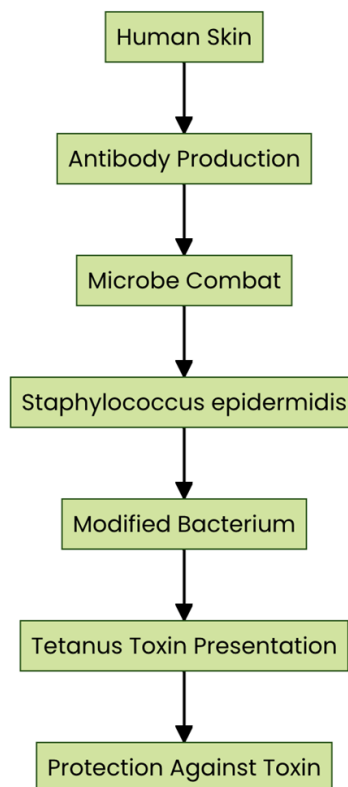 Human Skin
Antibody Production
Microbe Combat
Staphylococcus epidermidis
Modified Bacterium
Tetanus Toxin Presentation
Protection Against Toxin